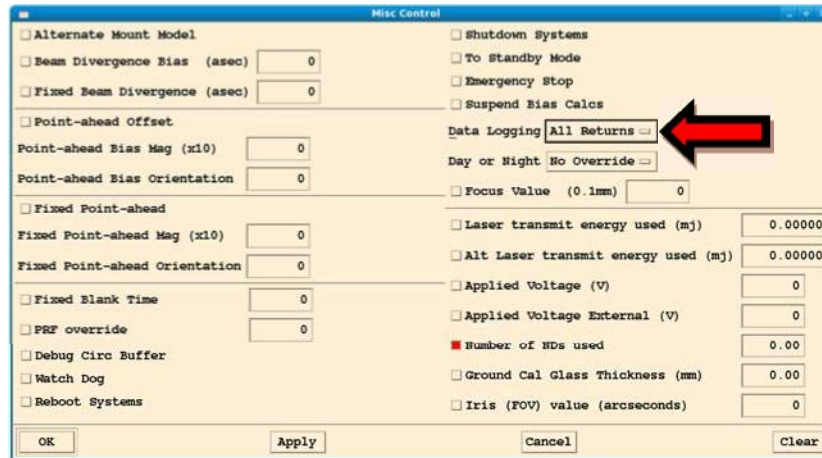 Misc Control
Alternate Mount Model
Beam Divergence Bias (asec) 0
Fixed Beam Divergence (asec) 0
Point-ahead Offset
Point-ahead Bias Mag (x10) 0
Point-ahead Bias Orientation 0
Fixed Point-ahead
Fixed Point-ahead Mag (x10) 0
Fixed Point-ahead Orientation 0
Fixed Blank Time 0
PRF override 0
Debug Circ Buffer
Watch Dog
Reboot Systems
Shutdown Systems
To Standby Mode
Emergency Stop
Suspend Bias Calcs
Data Logging All Returns
Day or Night No Override
Focus Value (0.1mm) 0
Laser transmit energy used (mj) 0.00000
Alt Laser transmit energy used (mj) 0.00000
Applied Voltage (V) 0
Applied Voltage External (V) 0
Number of NDs used 0.00
Ground Cal Glass Thickness (mm) 0.00
Iris (FOV) value (arcseconds) 0
OK Apply Cancel Clear